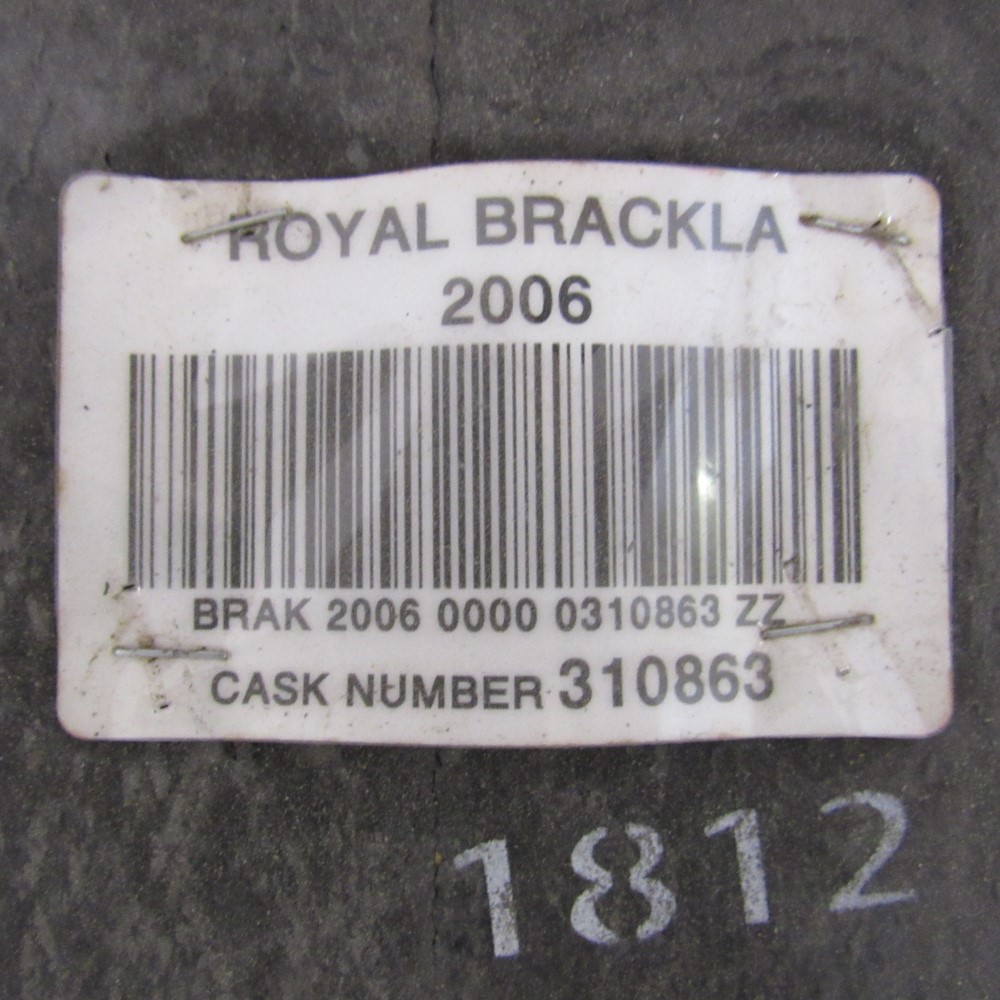 ROYAL BRACKLA
2006
BRAK 2006 0000 0310863 ZZ
CASK NUMBER 310863
1812